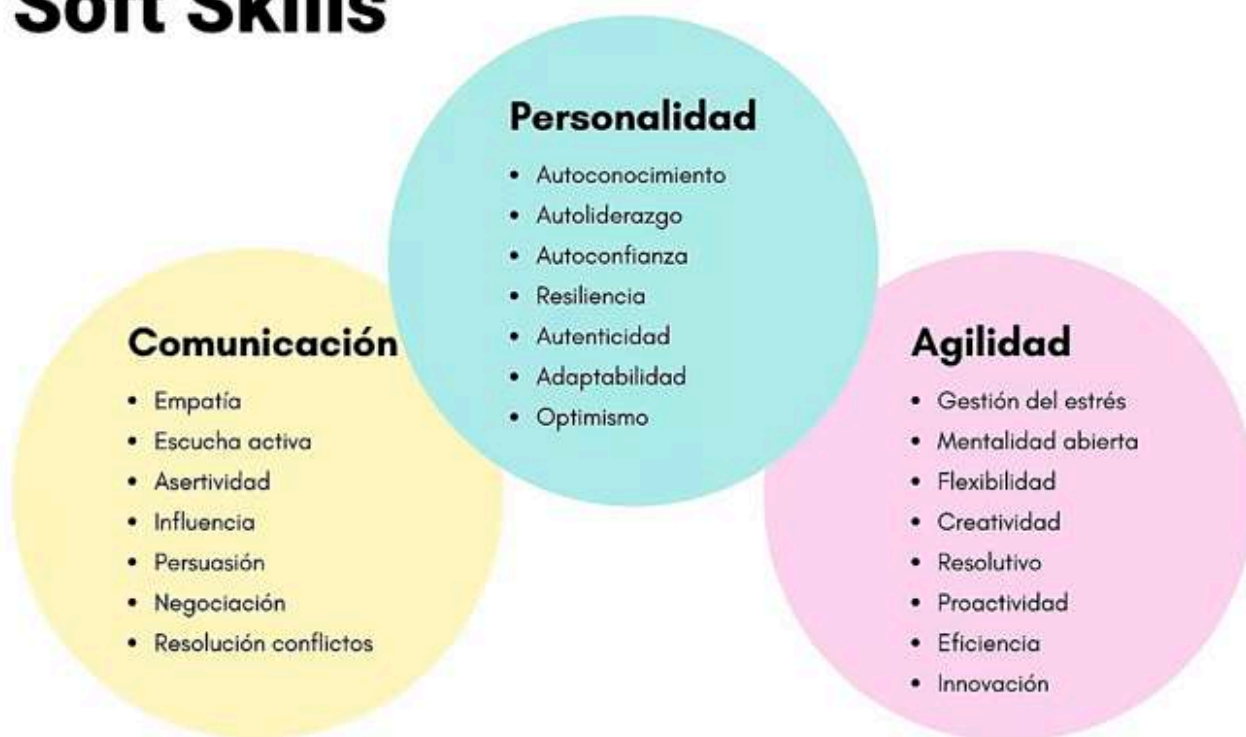 Soft Skills
Personalidad
• Autoconocimiento
• Autoliderazgo
• Autoconfianza
• Resiliencia
• Autenticidad
• Adaptabilidad
• Optimismo
Comunicación
• Empatía
• Escucha activa
• Asertividad
• Influencia
• Persuasión
• Negociación
• Resolución conflictos
Agilidad
• Gestión del estrés
• Mentalidad abierta
• Flexibilidad
• Creatividad
• Resolutivo
• Proactividad
• Eficiencia
• Innovación